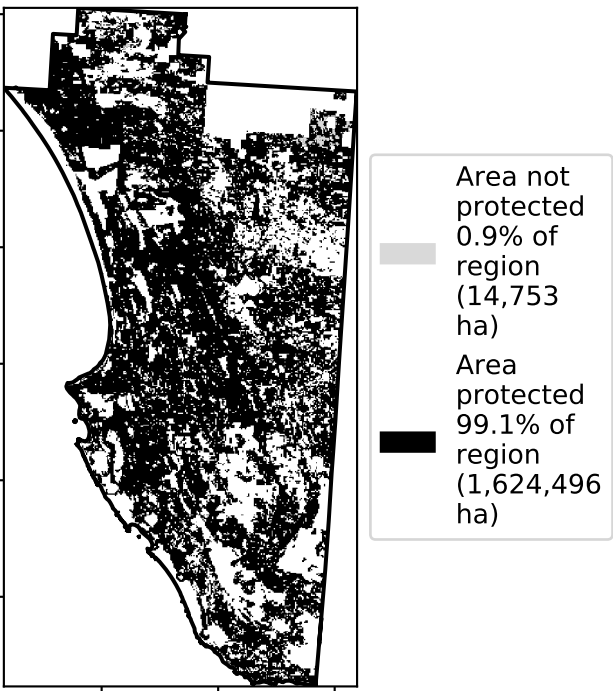 Area not
protected
0.9% of
region
(14,753
ha)
Area
protected
99.1% of
region
(1,624,496
ha)